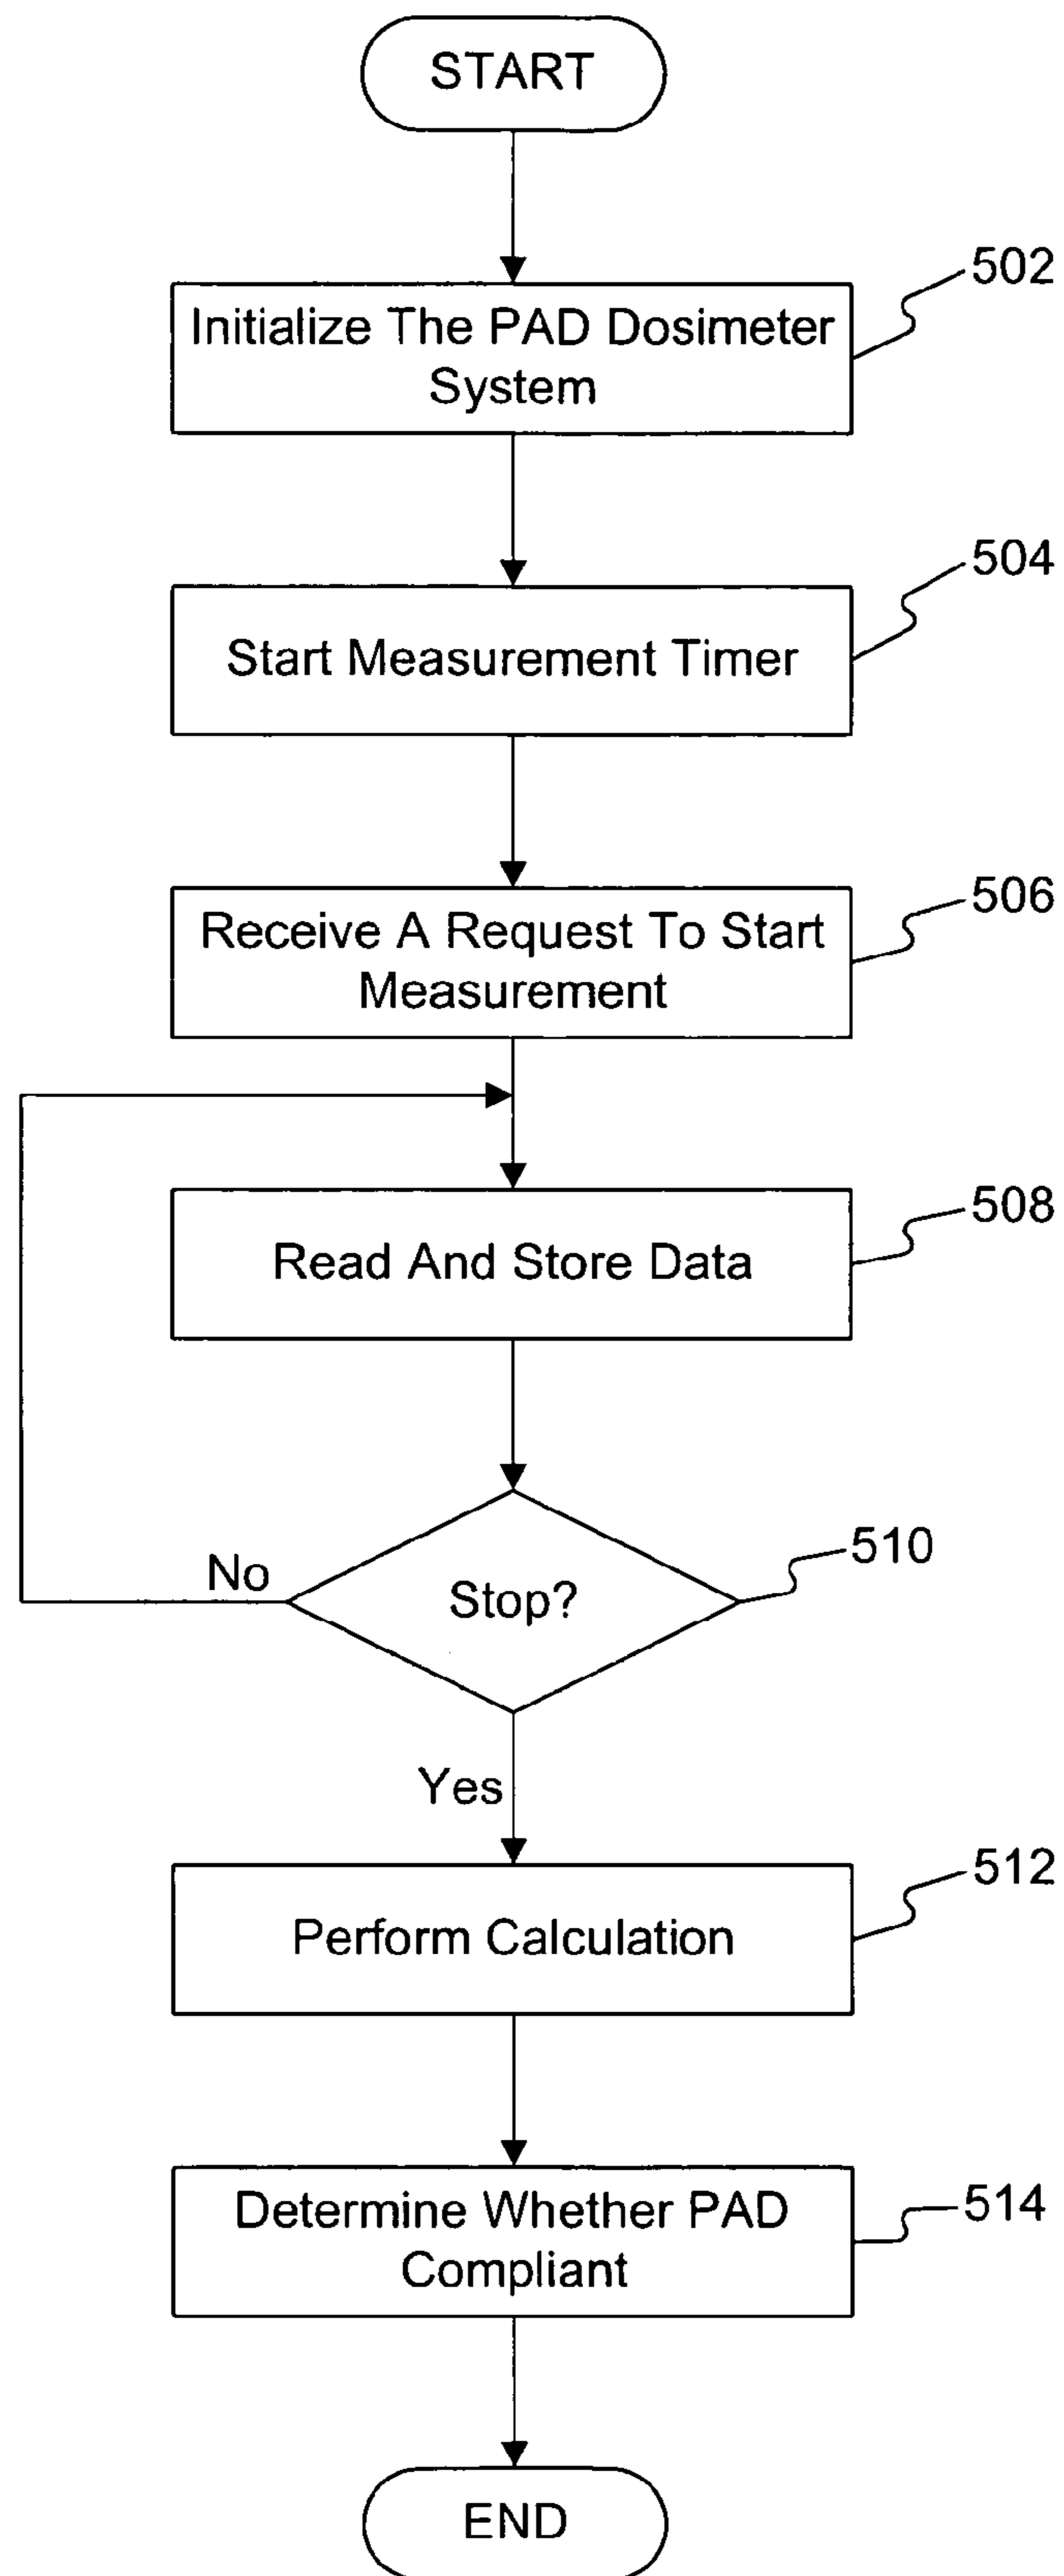 START
502
Initialize The PAD Dosimeter
System
504
Start Measurement Timer
506
Receive A Request To Start
Measurement
508
Read And Store Data
510
No
Stop?
Yes
512
Perform Calculation
514
Determine Whether PAD
Compliant
END